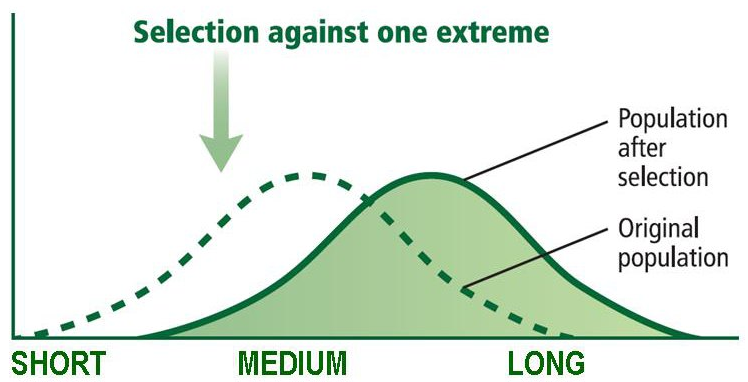 Selection against one extreme
Population
after
selection
Original
population
SHORT MEDIUM LONG